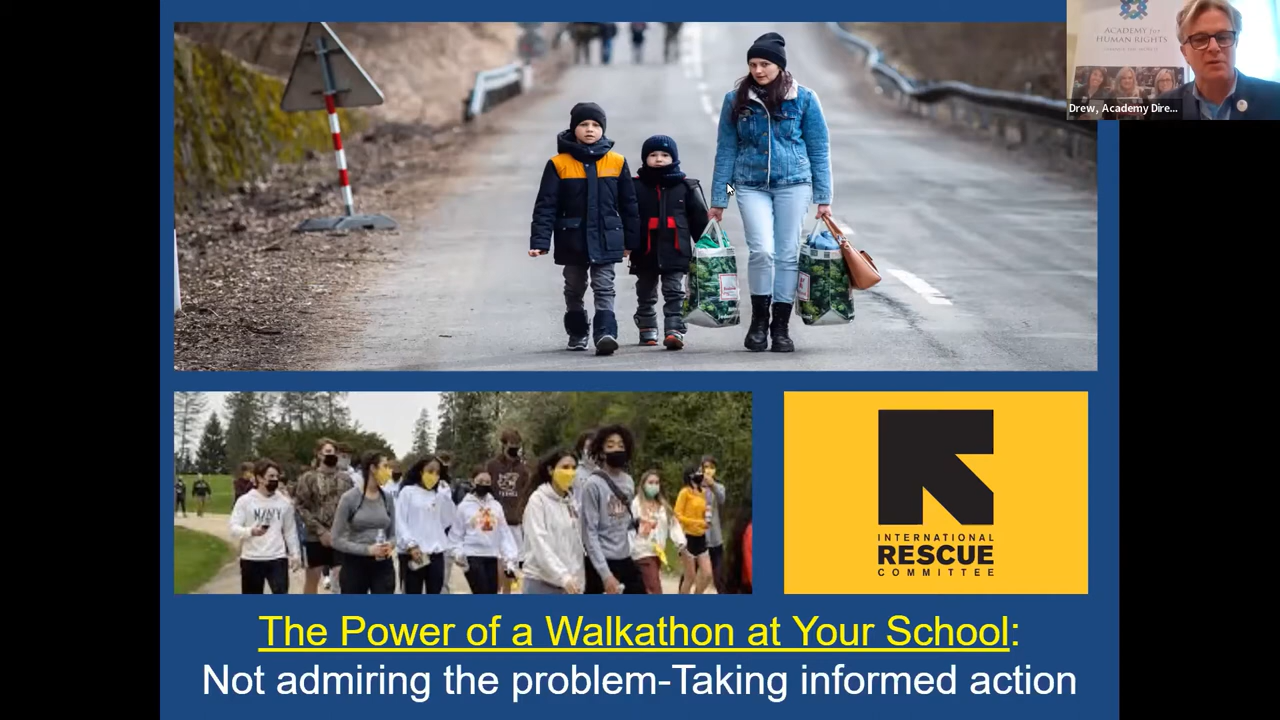 ACADEMY for
HUMAN RIGHTS
Drew, Academy Dire...
NAVY
INTERNATIONAL
RESCUE
COMMITTEE
The Power of a Walkathon at Your School:
Not admiring the problem-Taking informed action